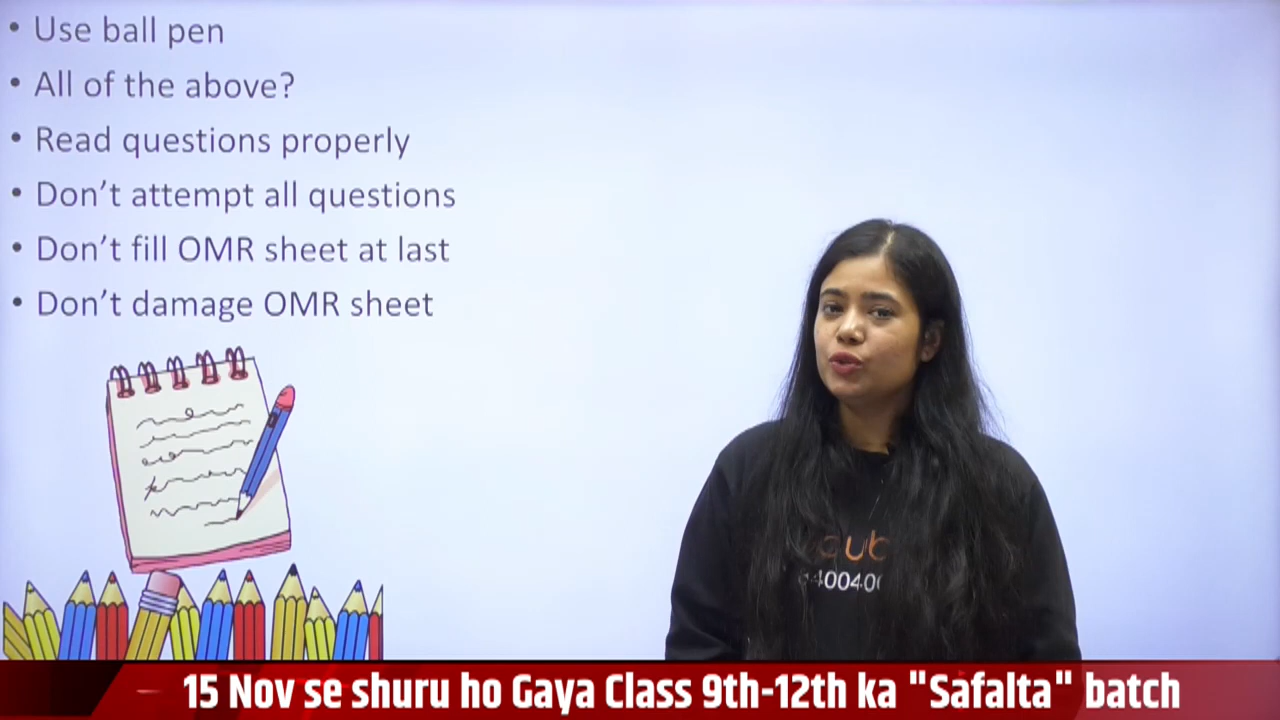 • Use ball pen
• All of the above?
• Read questions properly
• Don’t attempt all questions
• Don’t fill OMR sheet at last
• Don’t damage OMR sheet
15 Nov se shuru ho Gaya Class 9th-12th ka "Safalta" batch